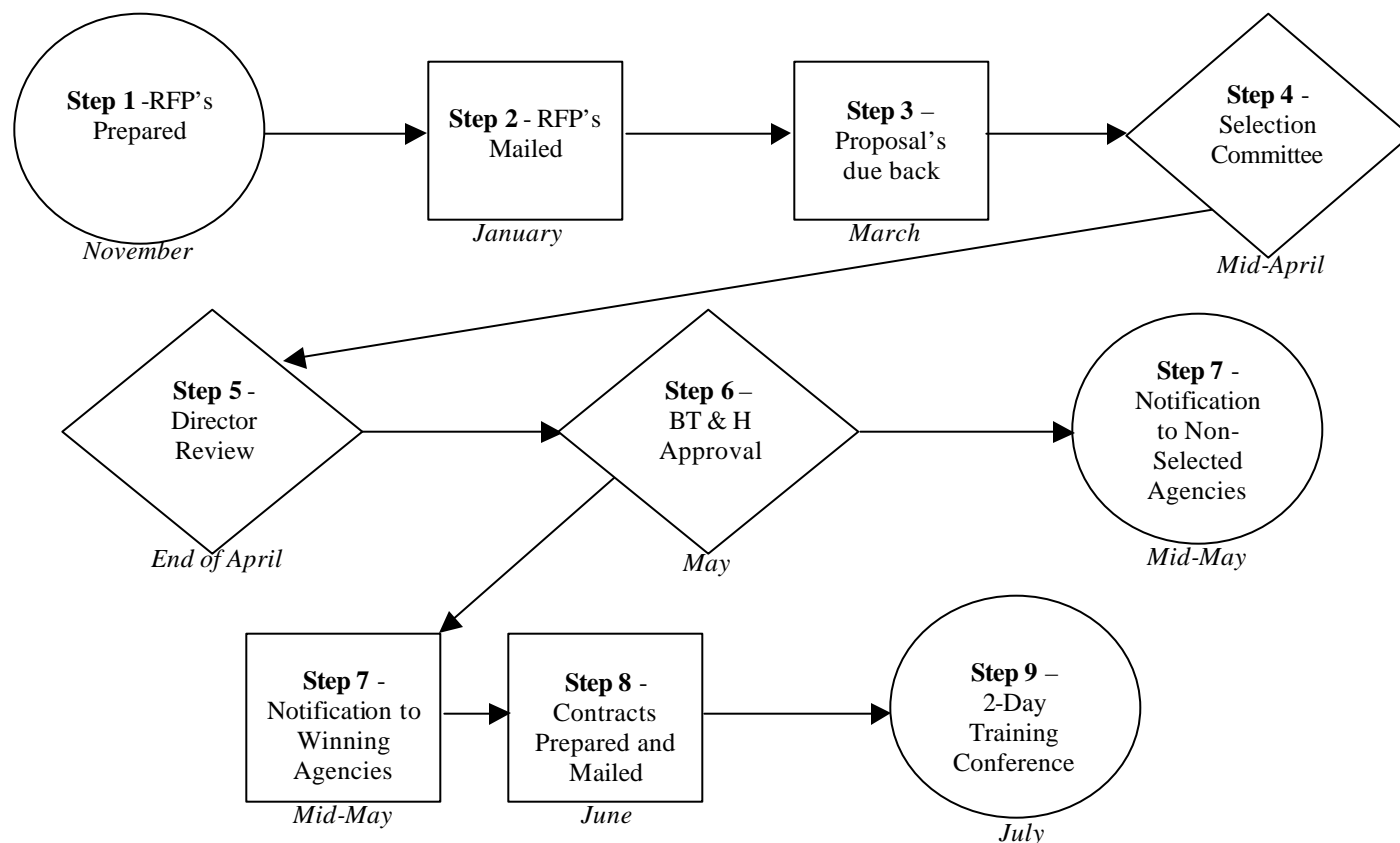 Step 1 -RFP's
Prepared
November
Step 2 - RFP's
Mailed
January
Step 3 –
Proposal's
due back
March
Step 4 -
Selection
Committee
Mid-April
Step 5 -
Director
Review
End of April
Step 6 –
BT & H
Approval
May
Step 7 -
Notification
to Non-
Selected
Agencies
Mid-May
Step 7 -
Notification to
Winning
Agencies
Mid-May
Step 8 -
Contracts
Prepared and
Mailed
June
Step 9 –
2-Day
Training
Conference
July